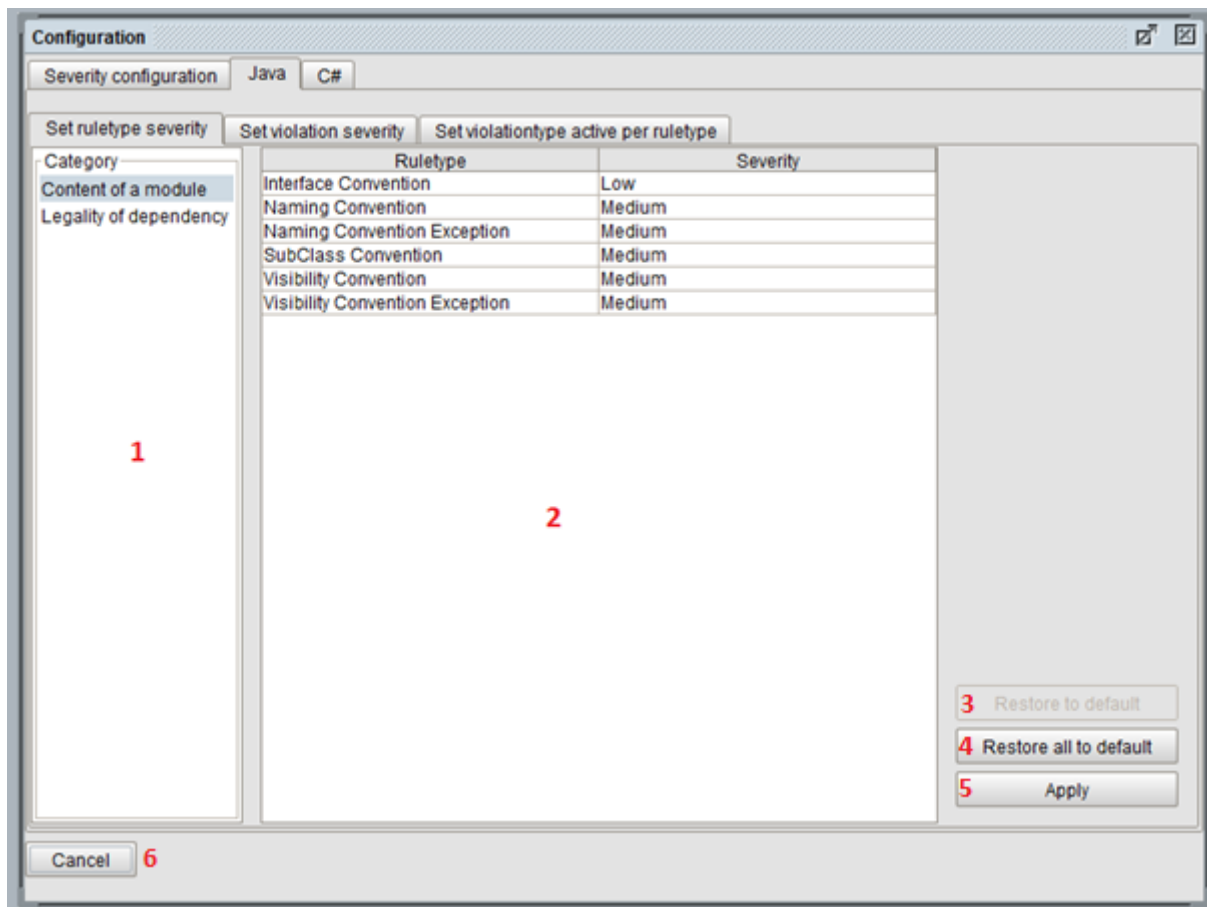 Configuration
Severity configuration Java C#
Set ruletype severity Set violation severity Set violationtype active per ruletype
Category Ruletype Severity
Content of a module Interface Convention Low
Legality of dependency Naming Convention Medium
Naming Convention Exception Medium
SubClass Convention Medium
Visibility Convention Medium
Visibility Convention Exception Medium
1
2
3 Restore to default
4 Restore all to default
5 Apply
Cancel 6